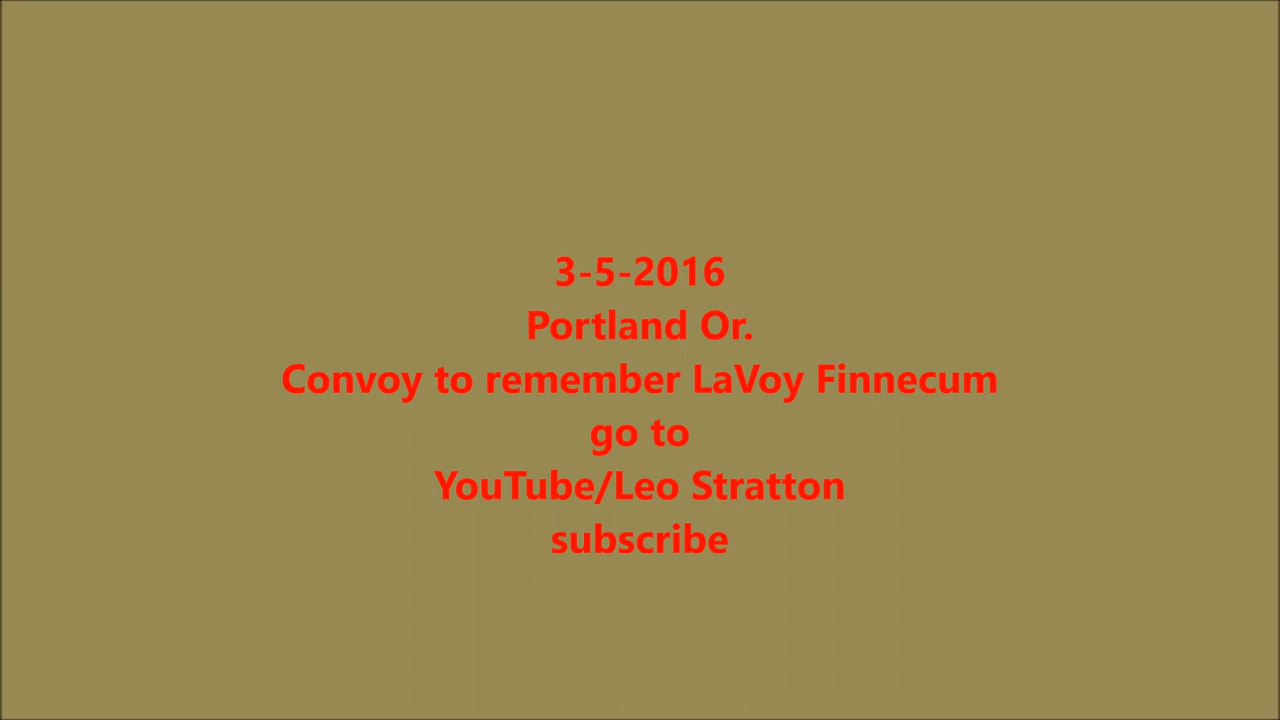 3-5-2016
Portland Or.
Convoy to remember LaVoy Finnecum
go to
YouTube/Leo Stratton
subscribe